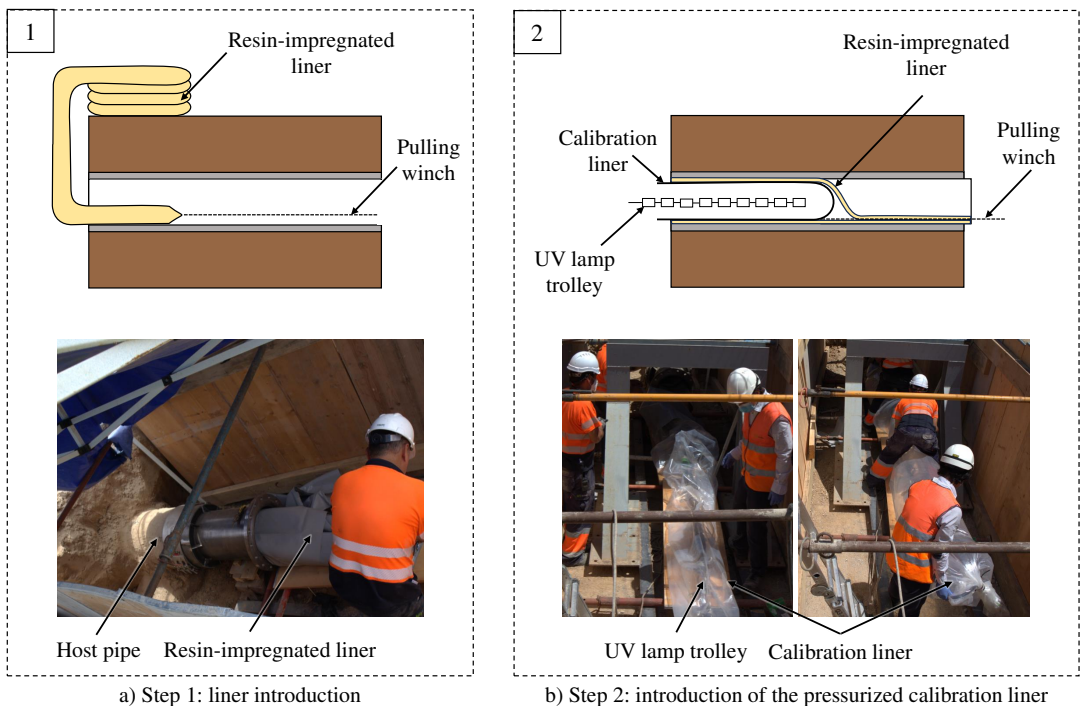 1
Resin-impregnated
liner
Pulling
winch
Host pipe
Resin-impregnated liner
a) Step 1: liner introduction
2
Resin-impregnated
liner
Calibration
liner
Pulling
winch
UV lamp
trolley
UV lamp trolley
Calibration liner
b) Step 2: introduction of the pressurized calibration liner